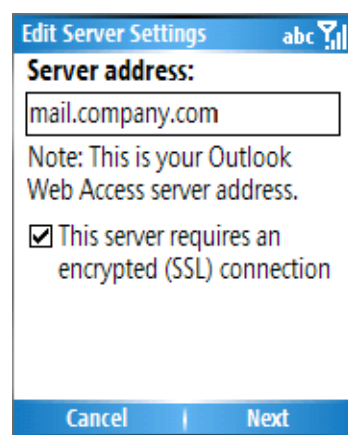 Edit Server Settings abc
Server address:
mail.company.com
Note: This is your Outlook
Web Access server address.
This server requires an
encrypted (SSL) connection
Cancel Next